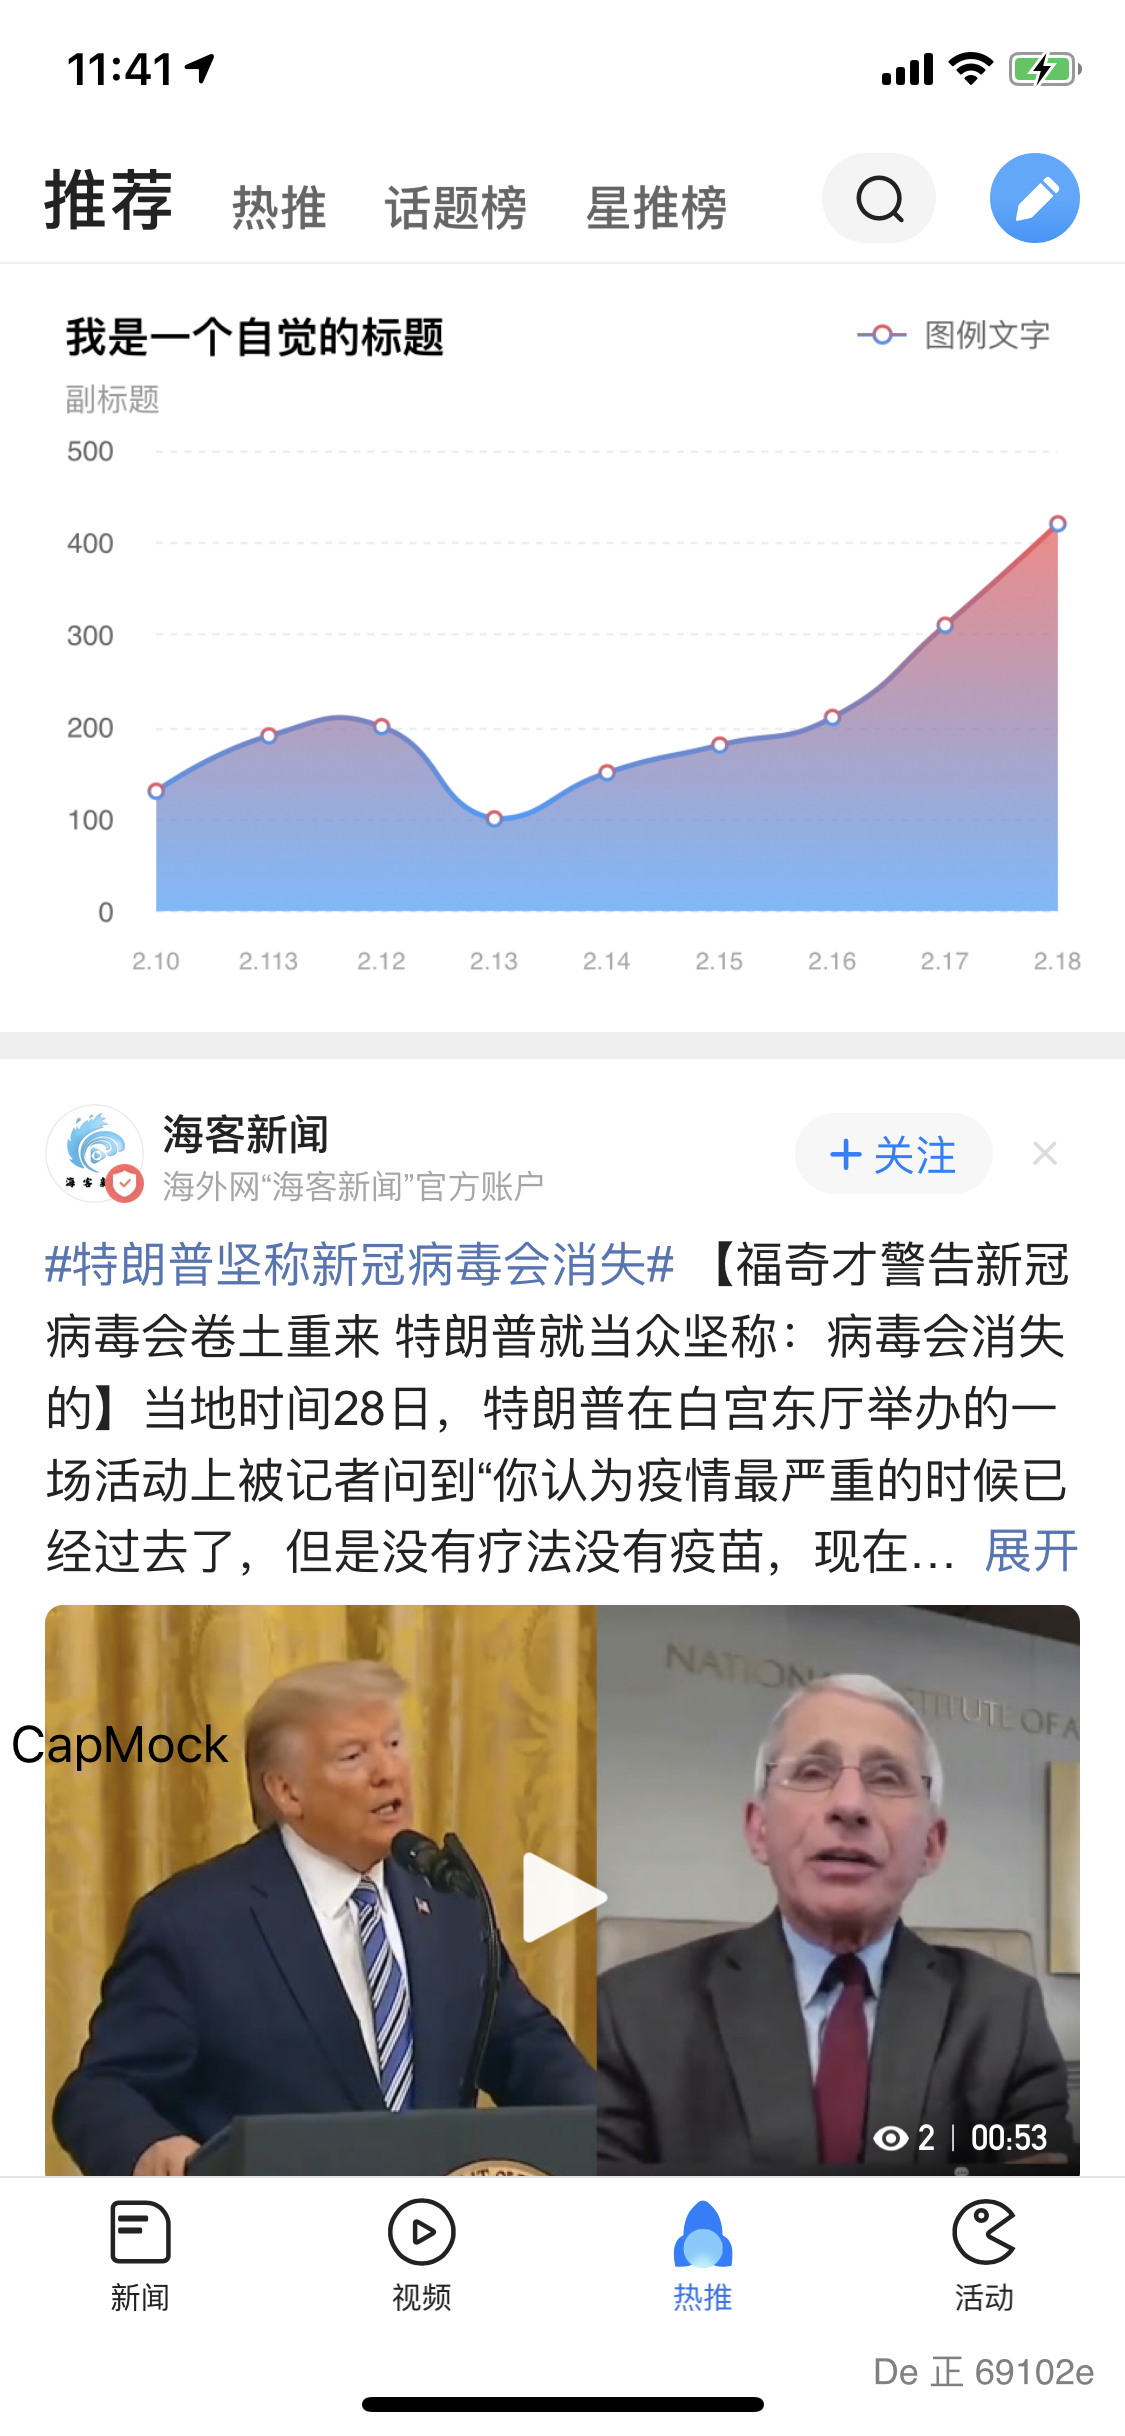 11:41
推荐 热推 话题榜 星推榜
我是一个自觉的标题
图例文字
副标题
500
400
300
200
100
0
2.10 2.113 2.12 2.13 2.14 2.15 2.16 2.17 2.18
海客新闻
海外网“海客新闻”官方账户
+ 关注
#特朗普坚称新冠病毒会消失# 【福奇才警告新冠
病毒会卷土重来 特朗普就当众坚称：病毒会消失
的】当地时间28日，特朗普在白宫东厅举办的一
场活动上被记者问到“你认为疫情最严重的时候已
经过去了，但是没有疗法没有疫苗，现在... 展开
CapMock
2 | 00:53
新闻 视频 热推 活动
De 正 69102e